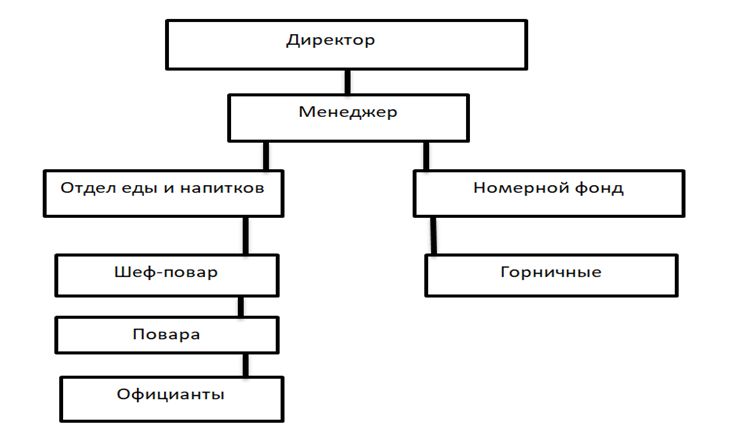 Директор
Менеджер
Отдел еды и напитков
Номерной фонд
Шеф-повар
Горничные
Повара
Официанты